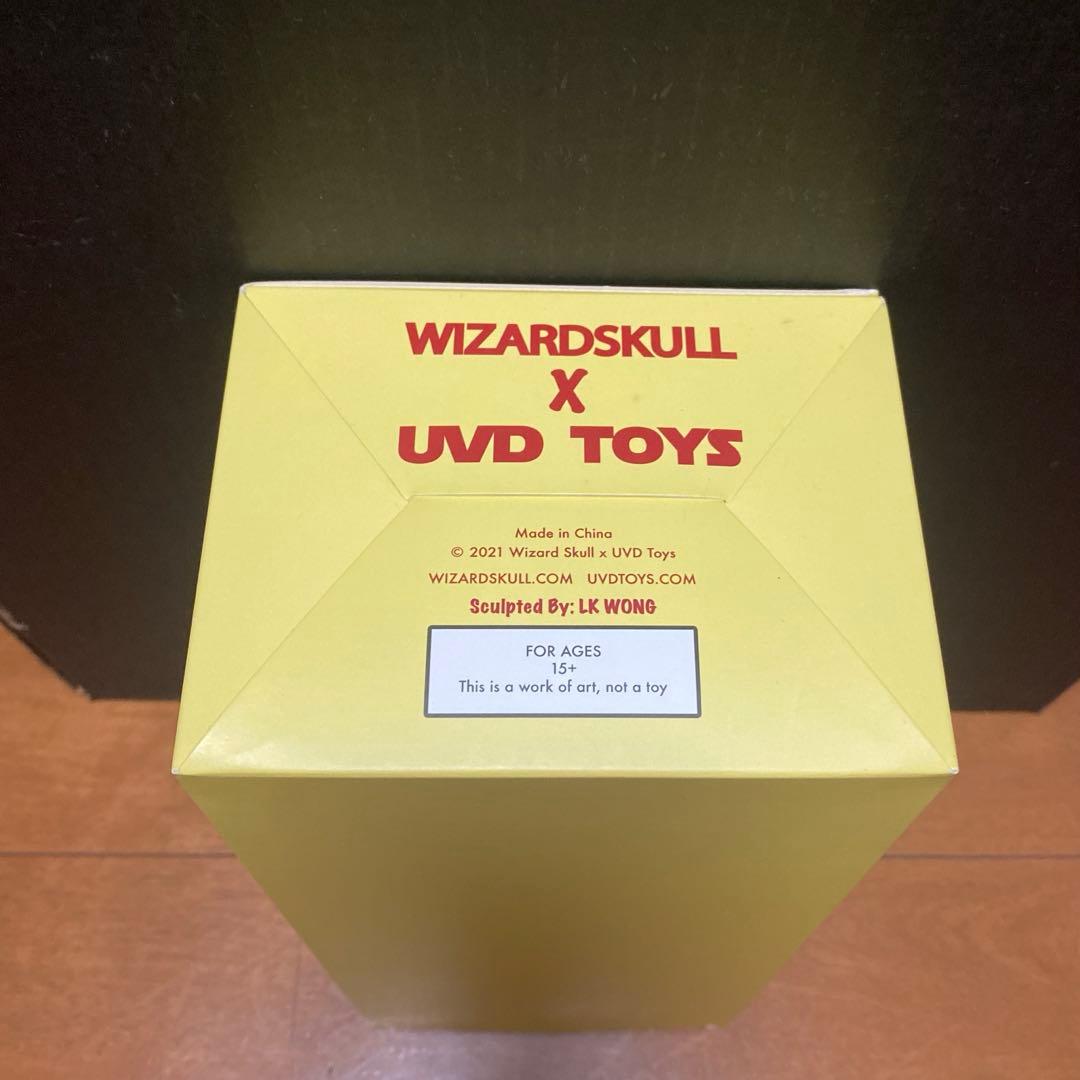 WIZARDSKULL
X
UVD TOYS
Made in China
© 2021 Wizard Skull x UVD Toys
WIZARDSKULL.COM UVDTOYS.COM
Sculpted By: LK WONG
FOR AGES
15+
This is a work of art, not a toy